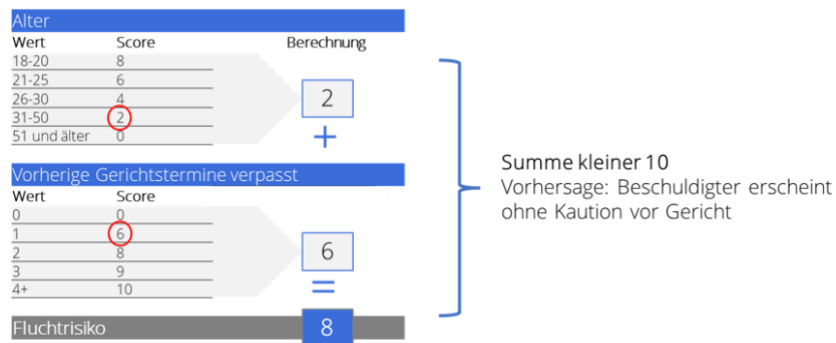 Alter
Wert Score Berechnung
18-20 8
21-25 6
26-30 4
31-50 2
51 und älter 0
2
+
Vorherige Gerichtstermine verpasst
Wert Score
0 0
1 6
2 8
3 9
4+ 10
6
=
Fluchtrisiko 8
Summe kleiner 10
Vorhersage: Beschuldigter erscheint
ohne Kaution vor Gericht